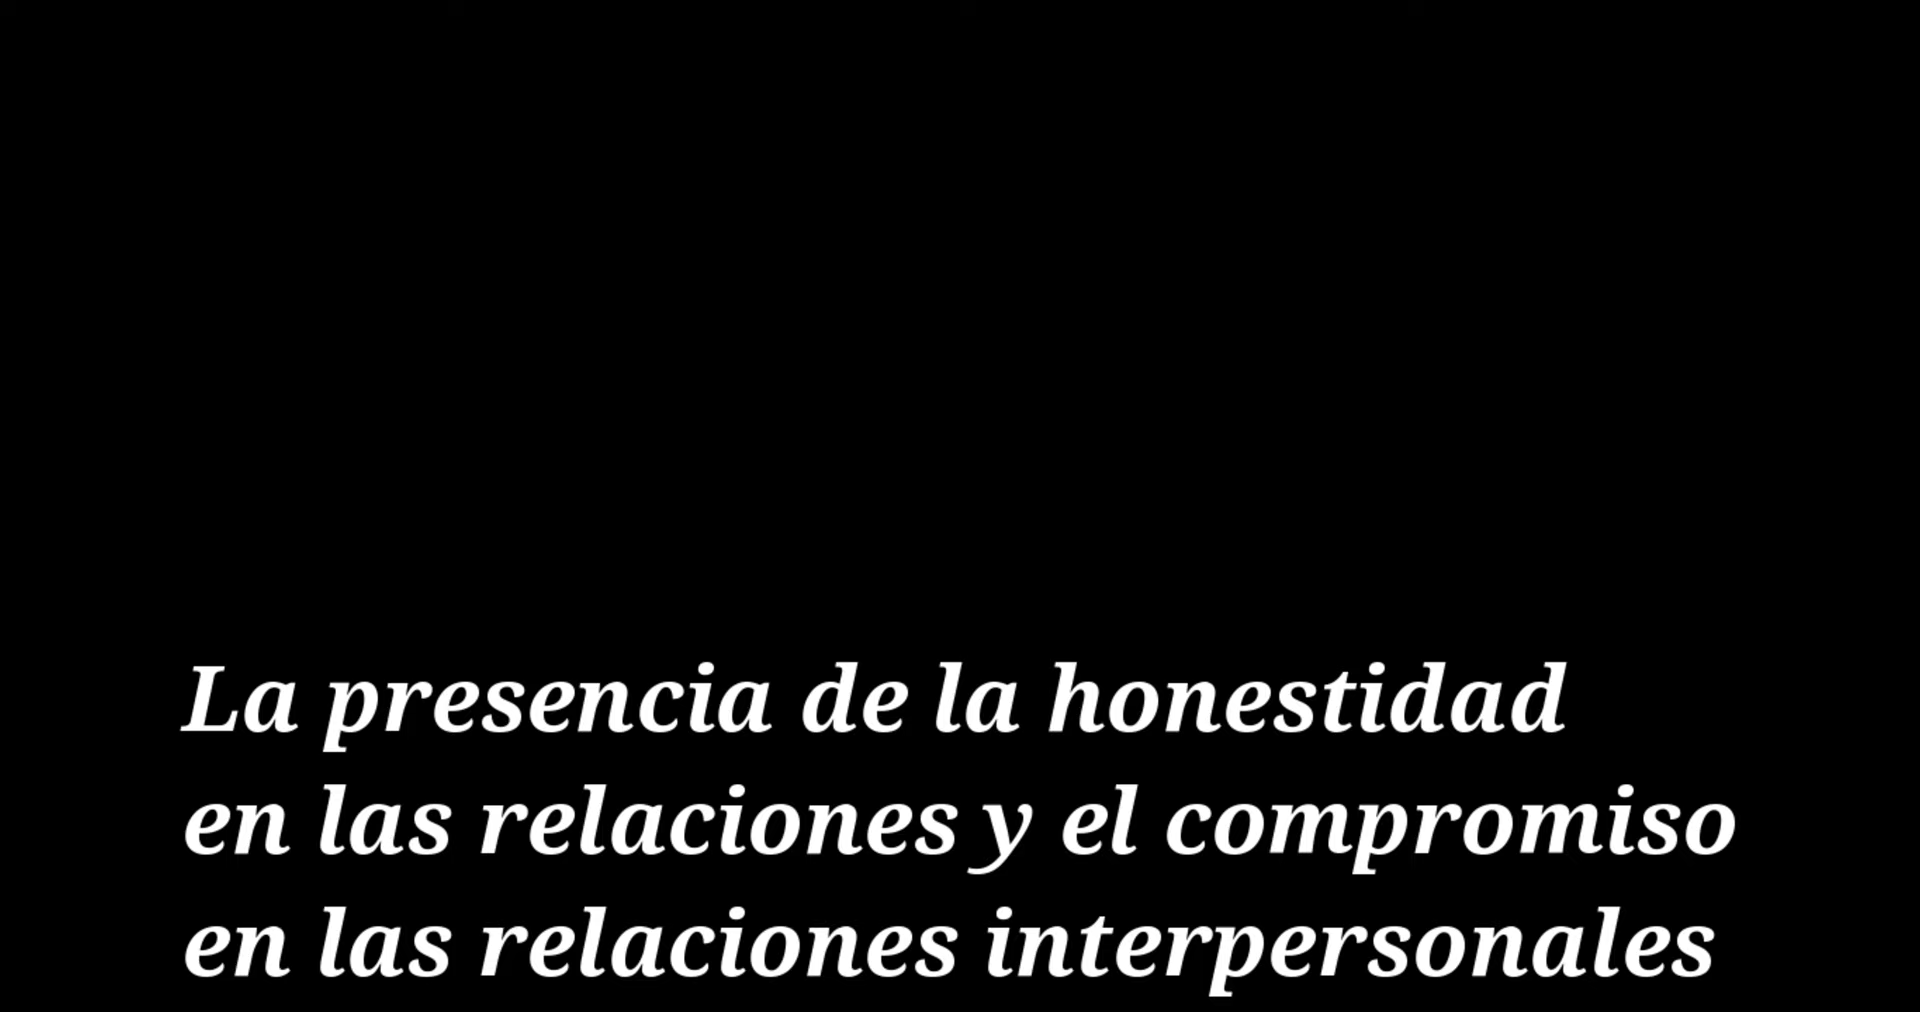 La presencia de la honestidad
en las relaciones y el compromiso
en las relaciones interpersonales